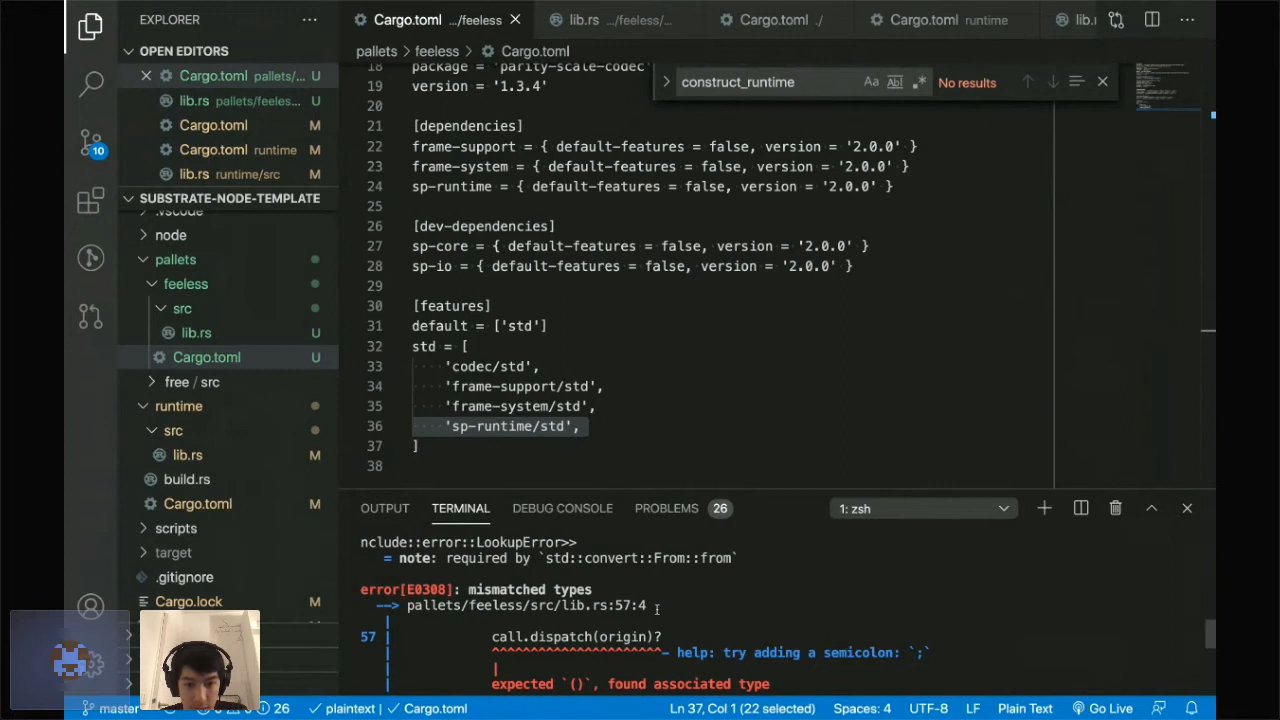 EXPLORER
OPEN EDITORS
Cargo.toml pallets/... U
lib.rs pallets/feeles... U
Cargo.toml M
Cargo.toml runtime M
lib.rs runtime/src M
SUBSTRATE-NODE-TEMPLATE
.vscode
node
pallets
feeless
src
lib.rs U
Cargo.toml U
free / src
runtime
src
lib.rs M
build.rs
Cargo.toml M
scripts
target
.gitignore
Cargo.lock M
10
Cargo.toml .../feeless
lib.rs .../feeless/
Cargo.toml ./
Cargo.toml runtime
lib.r
pallets > feeless > Cargo.toml
construct_runtime
Aa
No results
18 package = 'parity-scale-codec'
19 version = '1.3.4'
20
21 [dependencies]
22 frame-support = { default-features = false, version = '2.0.0' }
23 frame-system = { default-features = false, version = '2.0.0' }
24 sp-runtime = { default-features = false, version = '2.0.0' }
25
26 [dev-dependencies]
27 sp-core = { default-features = false, version = '2.0.0' }
28 sp-io = { default-features = false, version = '2.0.0' }
29
30 [features]
31 default = ['std']
32 std = [
33 'codec/std',
34 'frame-support/std',
35 'frame-system/std',
36 'sp-runtime/std',
37 ]
38
OUTPUT TERMINAL DEBUG CONSOLE PROBLEMS 26 1: zsh
nclude::error::LookupError>>
= note: required by `std::convert::From::from`
error[E0308]: mismatched types
--> pallets/feeless/src/lib.rs:57:4
|
57 | call.dispatch(origin)?
| ^^^^^^^^^^^^^^^^^^^^^^- help: try adding a semicolon: `;`
| |
| expected `()`, found associated type
master 26 plaintext | Cargo.toml Ln 37, Col 1 (22 selected) Spaces: 4 UTF-8 LF Plain Text Go Live